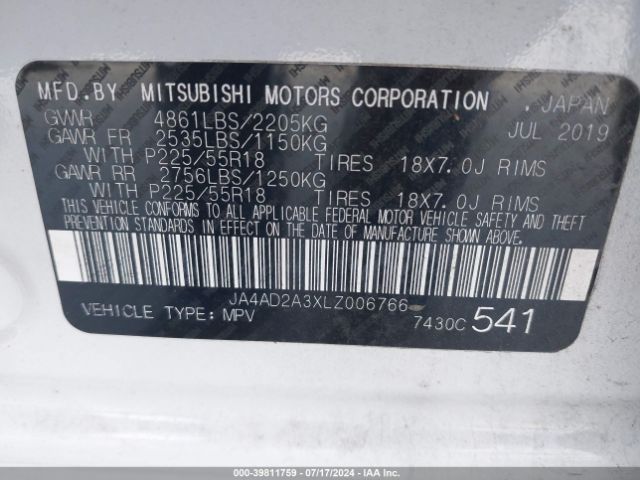 MFD.BY MITSUBISHI MOTORS CORPORATION . JAPAN
GVWR 4861LBS/2205KG JUL 2019
GAWR FR 2535LBS/1150KG
WITH P225/55R18 TIRES 18X7.0J RIMS
GAWR RR 2756LBS/1250KG
WITH P225/55R18 TIRES 18X7.0J RIMS
THIS VEHICLE CONFORMS TO ALL APPLICABLE FEDERAL MOTOR VEHICLE SAFETY AND THEFT
PREVENTION STANDARDS IN EFFECT ON THE DATE OF MANUFACTURE SHOWN ABOVE.
JA4AD2A3XLZ006766
VEHICLE TYPE: MPV 7430C 541
000-39811759 | 07/17/2024 | IAAI.COM